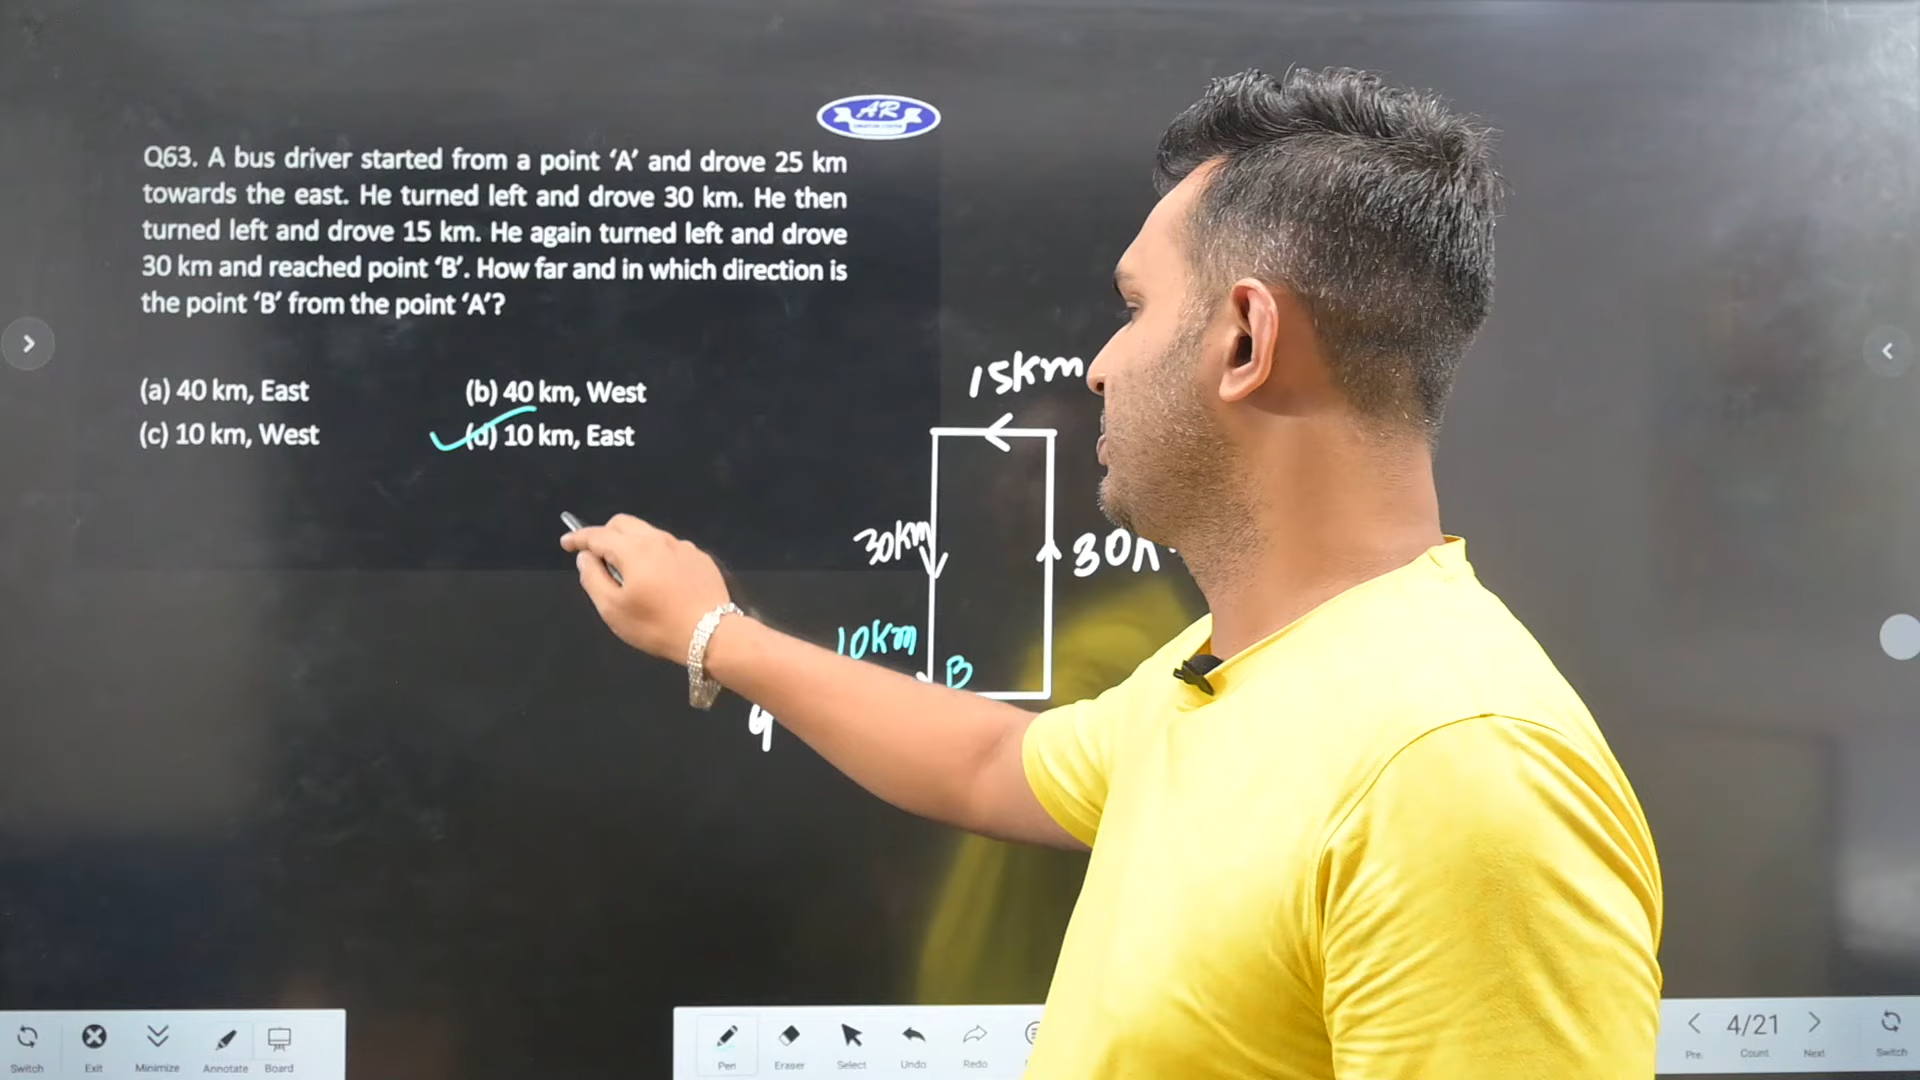 AR
Q63. A bus driver started from a point ‘A’ and drove 25 km
towards the east. He turned left and drove 30 km. He then
turned left and drove 15 km. He again turned left and drove
30 km and reached point ‘B’. How far and in which direction is
the point ‘B’ from the point ‘A’?
(a) 40 km, East (b) 40 km, West
(c) 10 km, West (d) 10 km, East
15km
30km
10km
B
Switch Exit Minimize Annotate Board
Pen Eraser Select Undo Redo
4/21
Pre. Count Next Switch